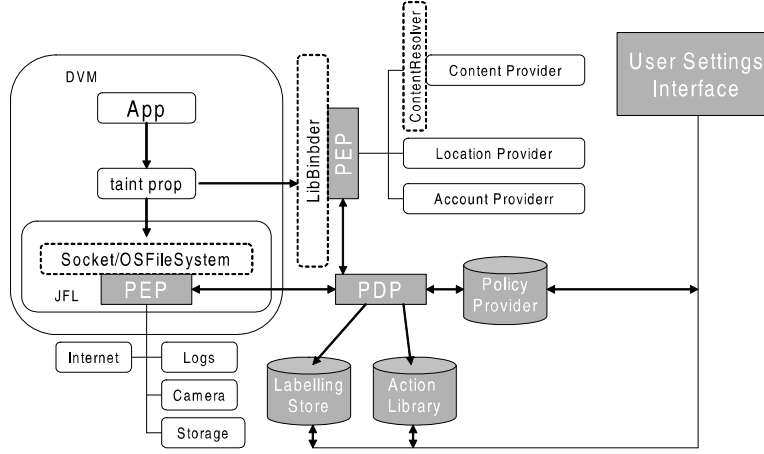 DVM
App
taint prop
Socket/OSFileSystem
PEP
JFL
Internet
Logs
Camera
Storage
LibBinbder
PEP
ContentResolver
Content Provider
Location Provider
Account Providerr
User Settings
Interface
PDP
Policy
Provider
Labelling
Store
Action
Library